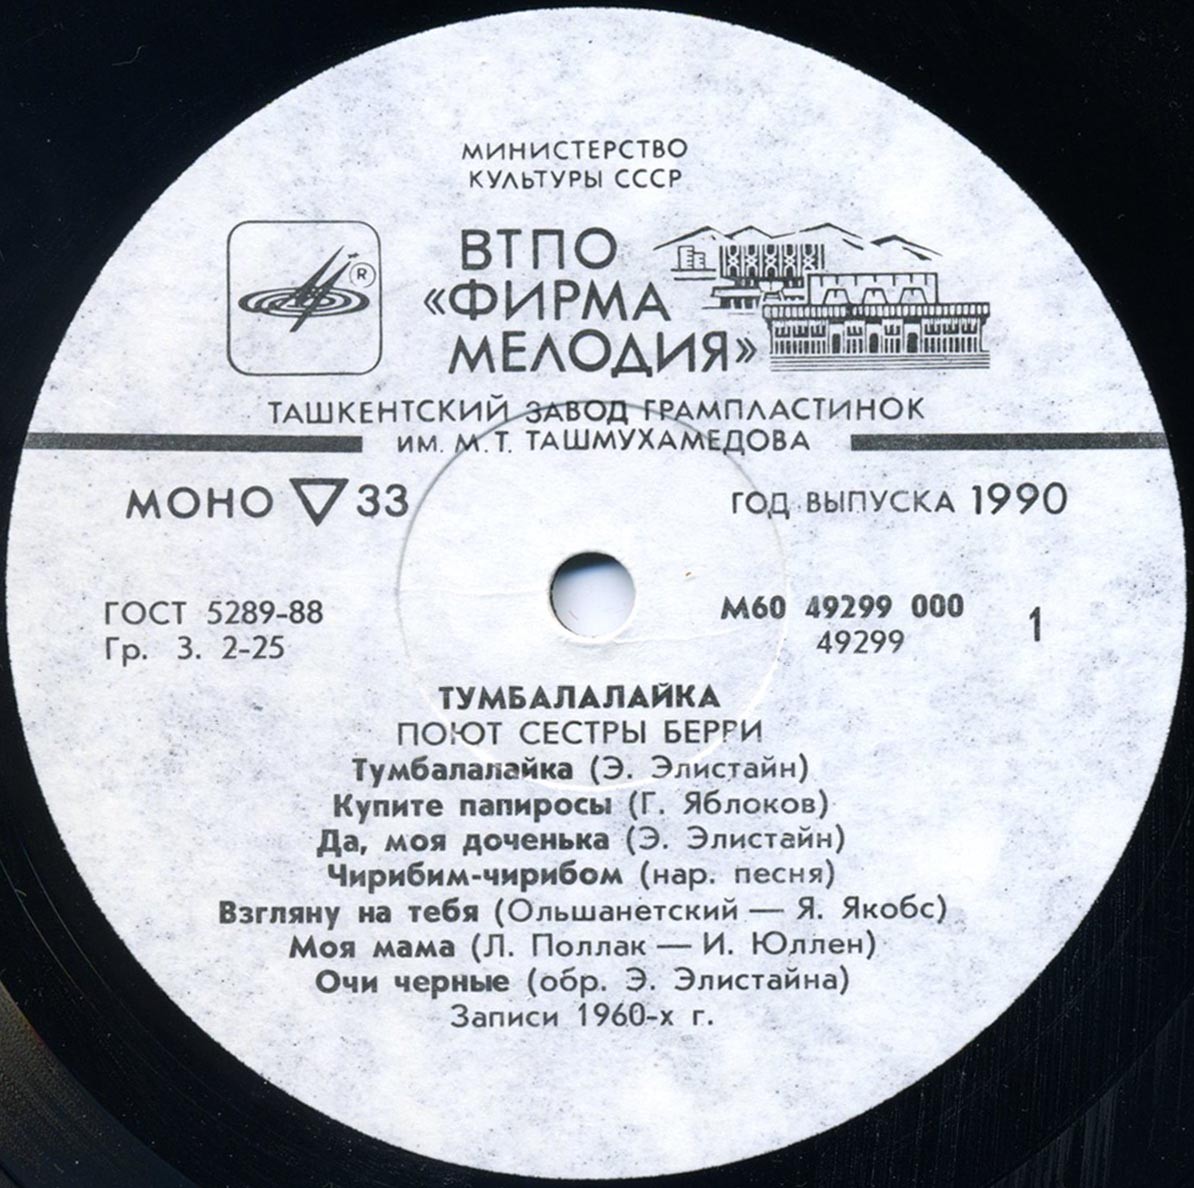 МИНИСТЕРСТВО
КУЛЬТУРЫ СССР
ВТПО
«ФИРМА
МЕЛОДИЯ»
®
ТАШКЕНТСКИЙ ЗАВОД ГРАМПЛАСТИНОК
ИМ. М. Т. ТАШМУХАМЕДОВА
МОНО 33
ГОД ВЫПУСКА 1990
ГОСТ 5289-88
Гр. 3. 2-25
М60 49299 000
49299
1
ТУМБАЛАЛАЙКА
ПОЮТ СЕСТРЫ БЕРРИ
Тумбалалайка (Э. Элистайн)
Купите папиросы (Г. Яблоков)
Да, моя доченька (Э. Элистайн)
Чирибим-чирибом (нар. песня)
Взгляну на тебя (Ольшанетский — Я. Якобс)
Моя мама (Л. Поллак — И. Юллен)
Очи черные (обр. Э. Элистайна)
Записи 1960-х г.